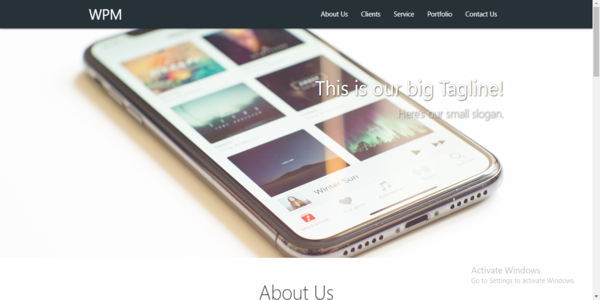 WPM
About Us Clients Service Portfolio Contact Us
This is our big Tagline!
Here's our small slogan.
Winter Sun
Activate Windows
Go to Settings to activate Windows.
About Us